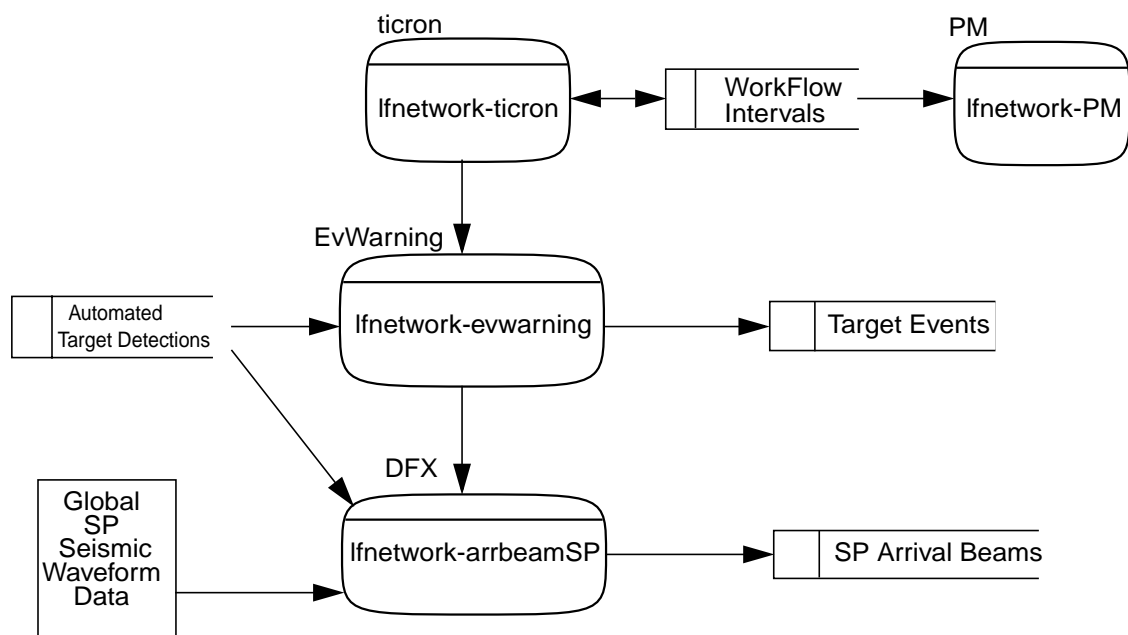 ticron
PM
lfnetwork-ticron
WorkFlow
Intervals
lfnetwork-PM
EvWarning
Automated
Target Detections
lfnetwork-evwarning
Target Events
DFX
Global
SP
Seismic
Waveform
Data
lfnetwork-arrbeamSP
SP Arrival Beams